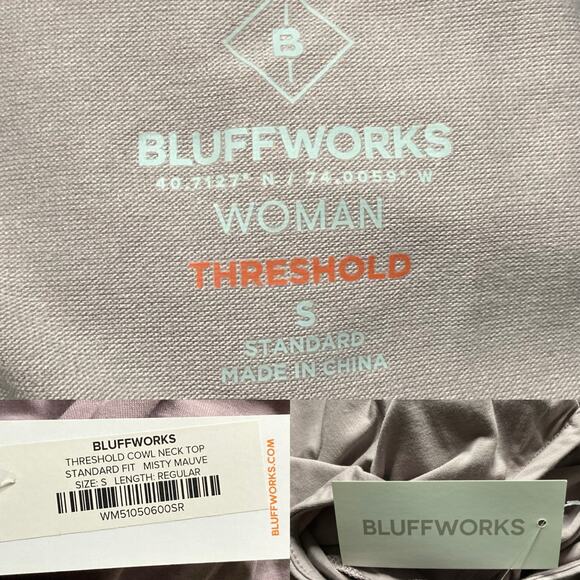 B
BLUFFWORKS
40.7127° N / 74.0059° W
WOMAN
THRESHOLD
S
STANDARD
MADE IN CHINA
BLUFFWORKS
THRESHOLD COWL NECK TOP
STANDARD FIT MISTY MAUVE
SIZE: S LENGTH: REGULAR
WM51050600SR
BLUFFWORKS.COM
BLUFFWORKS